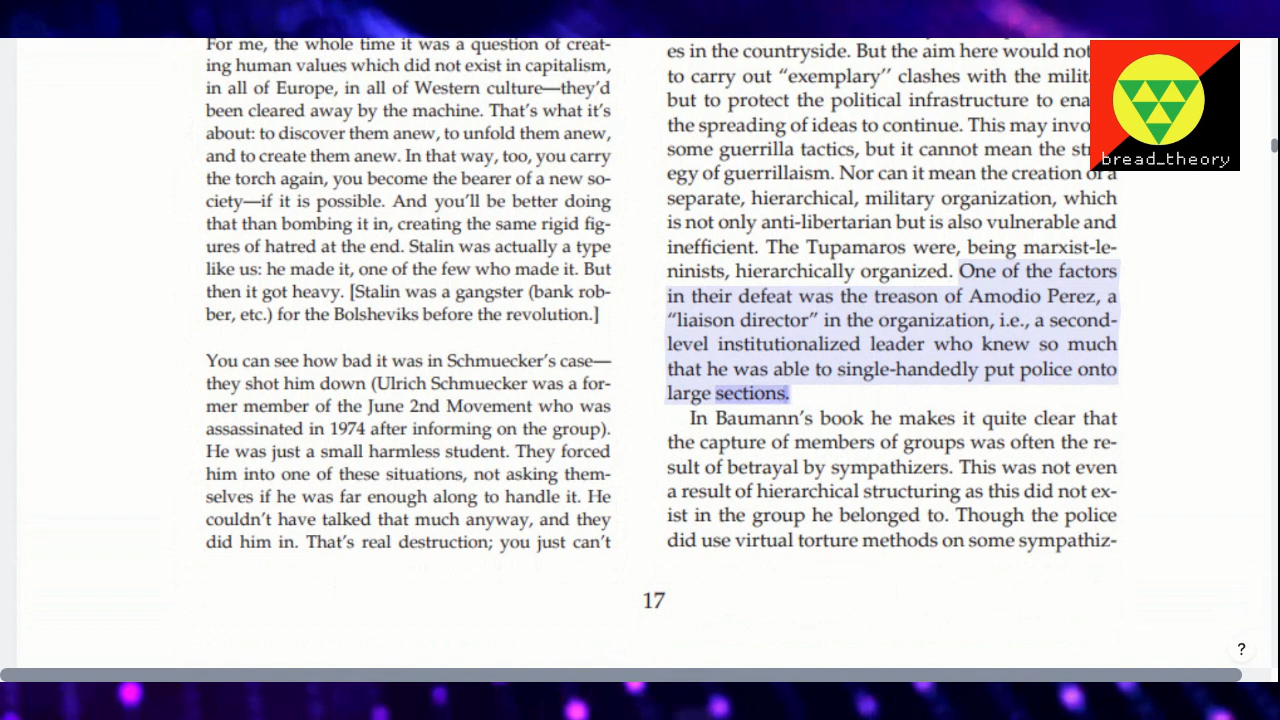 For me, the whole time it was a question of creat-
ing human values which did not exist in capitalism,
in all of Europe, in all of Western culture—they’d
been cleared away by the machine. That’s what it’s
about: to discover them anew, to unfold them anew,
and to create them anew. In that way, too, you carry
the torch again, you become the bearer of a new so-
ciety—if it is possible. And you’ll be better doing
that than bombing it in, creating the same rigid fig-
ures of hatred at the end. Stalin was actually a type
like us: he made it, one of the few who made it. But
then it got heavy. [Stalin was a gangster (bank rob-
ber, etc.) for the Bolsheviks before the revolution.]
You can see how bad it was in Schmuecker’s case—
they shot him down (Ulrich Schmuecker was a for-
mer member of the June 2nd Movement who was
assassinated in 1974 after informing on the group).
He was just a small harmless student. They forced
him into one of these situations, not asking them-
selves if he was far enough along to handle it. He
couldn’t have talked that much anyway, and they
did him in. That’s real destruction; you just can’t
es in the countryside. But the aim here would not
to carry out “exemplary” clashes with the milit
but to protect the political infrastructure to ena
the spreading of ideas to continue. This may invo
some guerrilla tactics, but it cannot mean the str
egy of guerrillaism. Nor can it mean the creation of a
separate, hierarchical, military organization, which
is not only anti-libertarian but is also vulnerable and
inefficient. The Tupamaros were, being marxist-le-
ninists, hierarchically organized. One of the factors
in their defeat was the treason of Amodio Perez, a
“liaison director” in the organization, i.e., a second-
level institutionalized leader who knew so much
that he was able to single-handedly put police onto
large sections.
In Baumann’s book he makes it quite clear that
the capture of members of groups was often the re-
sult of betrayal by sympathizers. This was not even
a result of hierarchical structuring as this did not ex-
ist in the group he belonged to. Though the police
did use virtual torture methods on some sympathiz-
17
bread_theory
?